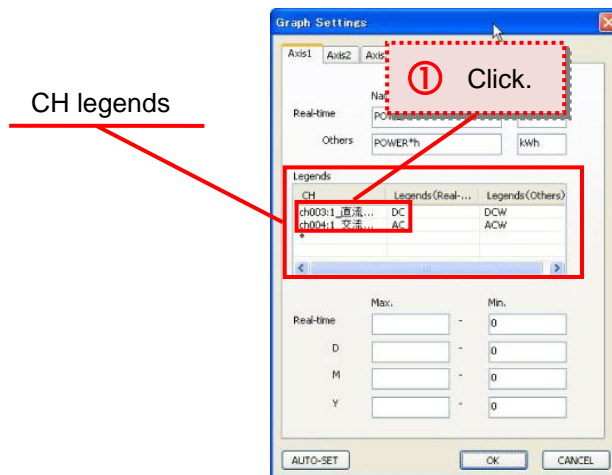 Graph Settings
Axis1 Axis2 Axis
① Click.
CH legends
Real-time
Others POWER*h kWh
Legends
CH Legends(Real-... Legends(Others)
ch003:1_直流... DC DCW
ch004:1_交流... AC ACW
*
Max. Min.
Real-time - 0
D - 0
M - 0
Y - 0
AUTO-SET OK CANCEL